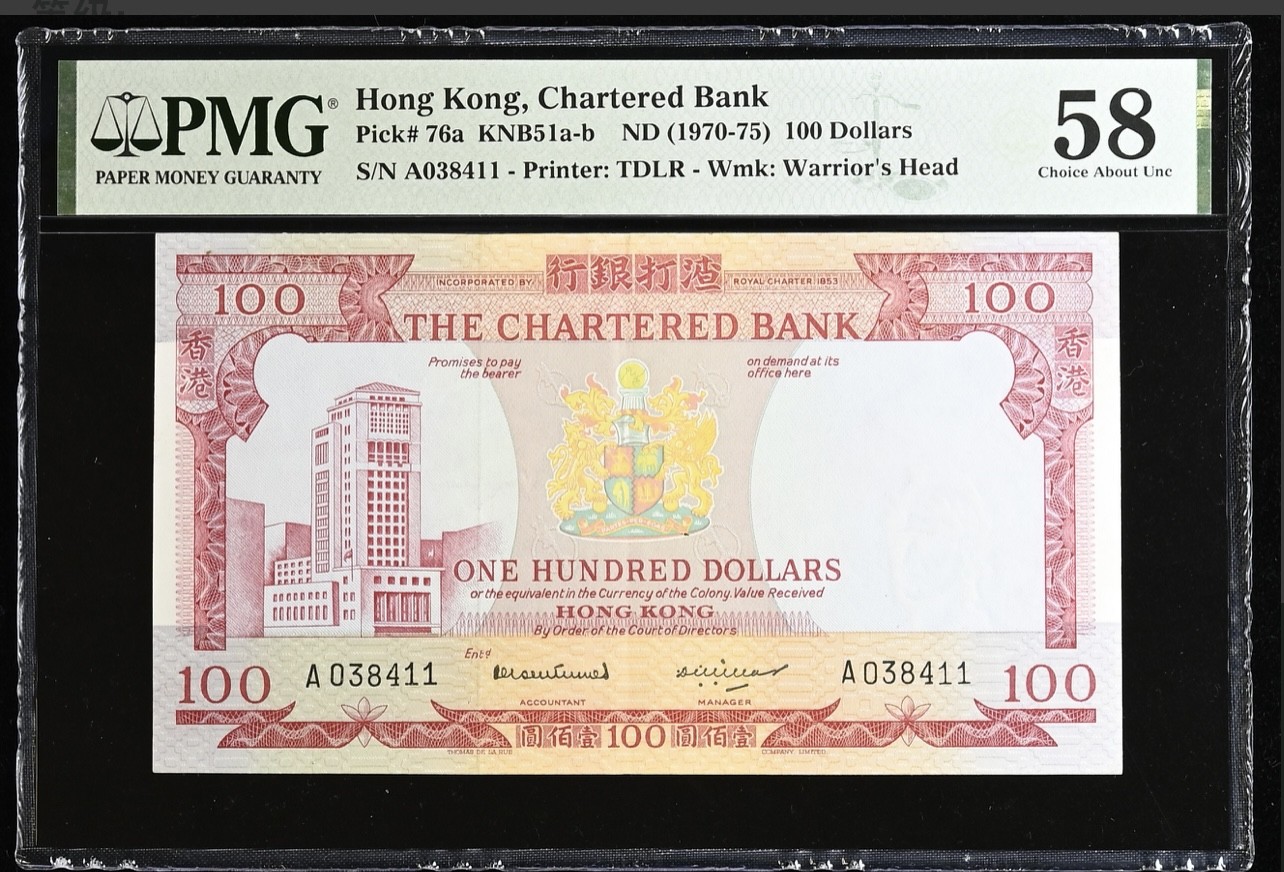 PMG®
PAPER MONEY GUARANTY
Hong Kong, Chartered Bank
Pick# 76a KNB51a-b ND (1970-75) 100 Dollars
S/N A038411 - Printer: TDLR - Wmk: Warrior's Head
58
Choice About Unc
INCORPORATED BY 行銀打渣 ROYAL CHARTER 1853
100 100
THE CHARTERED BANK
香港 香港
Promises to pay the bearer
on demand at its office here
ONE HUNDRED DOLLARS
or the equivalent in the Currency of the Colony. Value Received
HONG KONG
By Order of the Court of Directors
Entd
100 A 038411 A 038411 100
ACCOUNTANT MANAGER
圓佰壹 100 圓佰壹
THOMAS DE LA RUE COMPANY LIMITED